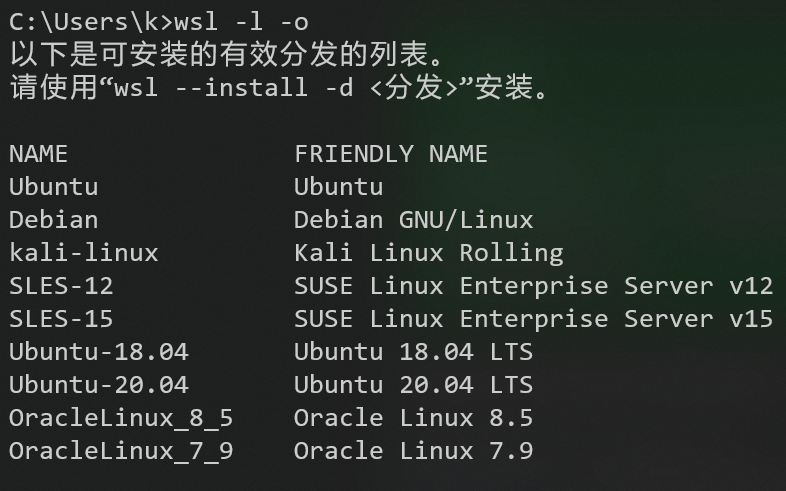 C:\Users\k>wsl -l -o
以下是可安装的有效分发的列表。
请使用“wsl --install -d <分发>”安装。
NAME FRIENDLY NAME
Ubuntu Ubuntu
Debian Debian GNU/Linux
kali-linux Kali Linux Rolling
SLES-12 SUSE Linux Enterprise Server v12
SLES-15 SUSE Linux Enterprise Server v15
Ubuntu-18.04 Ubuntu 18.04 LTS
Ubuntu-20.04 Ubuntu 20.04 LTS
OracleLinux_8_5 Oracle Linux 8.5
OracleLinux_7_9 Oracle Linux 7.9